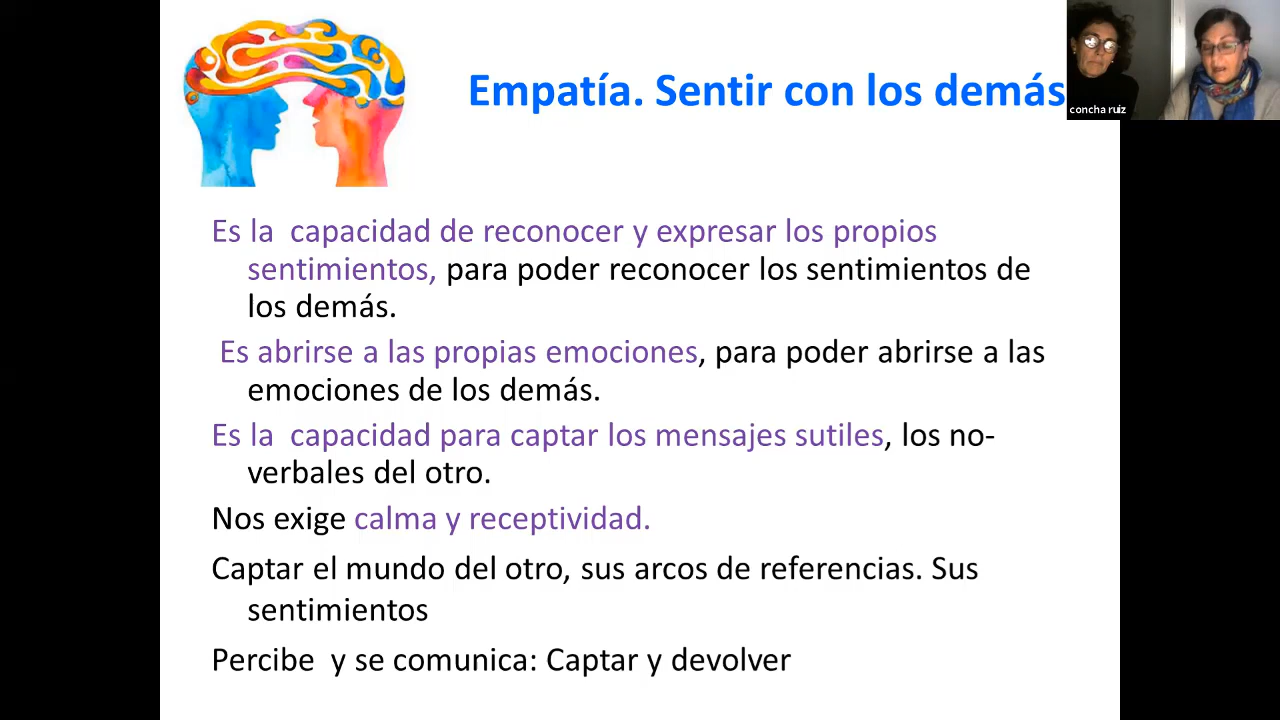 Empatía. Sentir con los demás
concha ruiz
Es la capacidad de reconocer y expresar los propios
sentimientos, para poder reconocer los sentimientos de
los demás.
Es abrirse a las propias emociones, para poder abrirse a las
emociones de los demás.
Es la capacidad para captar los mensajes sutiles, los no-
verbales del otro.
Nos exige calma y receptividad.
Captar el mundo del otro, sus arcos de referencias. Sus
sentimientos
Percibe y se comunica: Captar y devolver